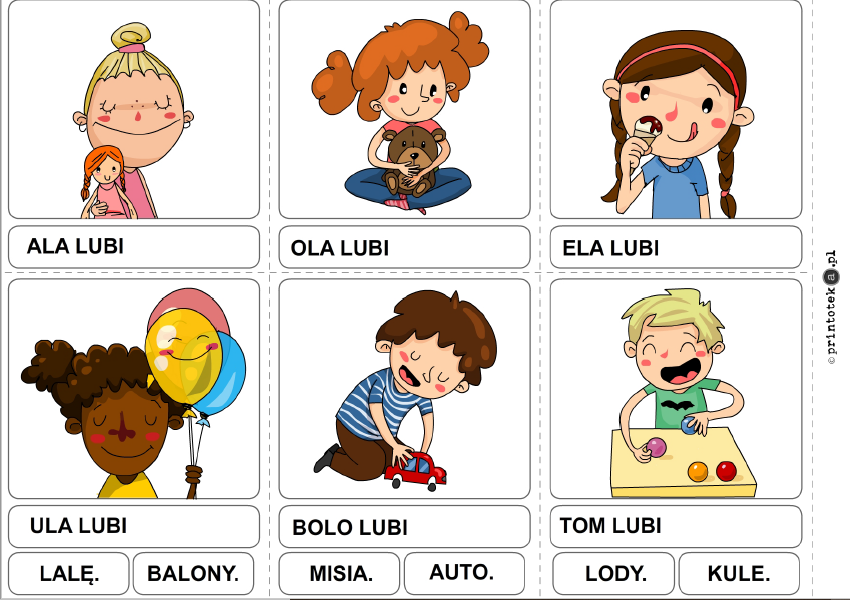 ALA LUBI
OLA LUBI
ELA LUBI
ULA LUBI
BOLO LUBI
TOM LUBI
LALĘ.
BALONY.
MISIA.
AUTO.
LODY.
KULE.
© printoteka.pl